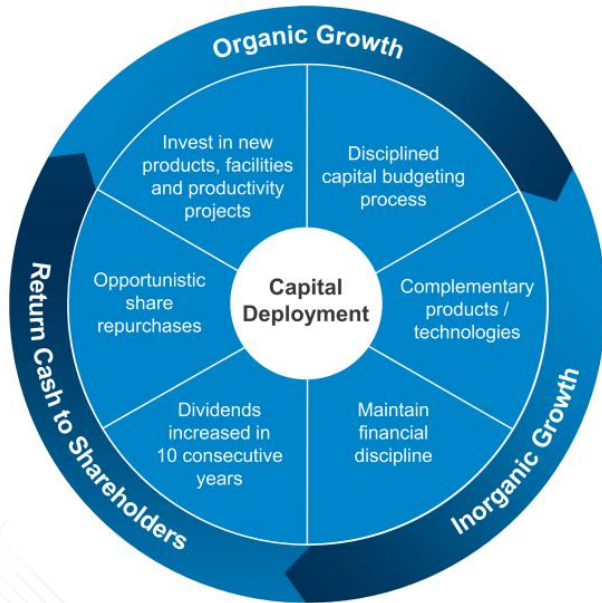 Organic Growth
Invest in new
products, facilities
and productivity
projects
Disciplined
capital budgeting
process
Opportunistic
share
repurchases
Capital
Deployment
Complementary
products /
technologies
Dividends
increased in
10 consecutive
years
Maintain
financial
discipline
Return Cash to Shareholders
Inorganic Growth